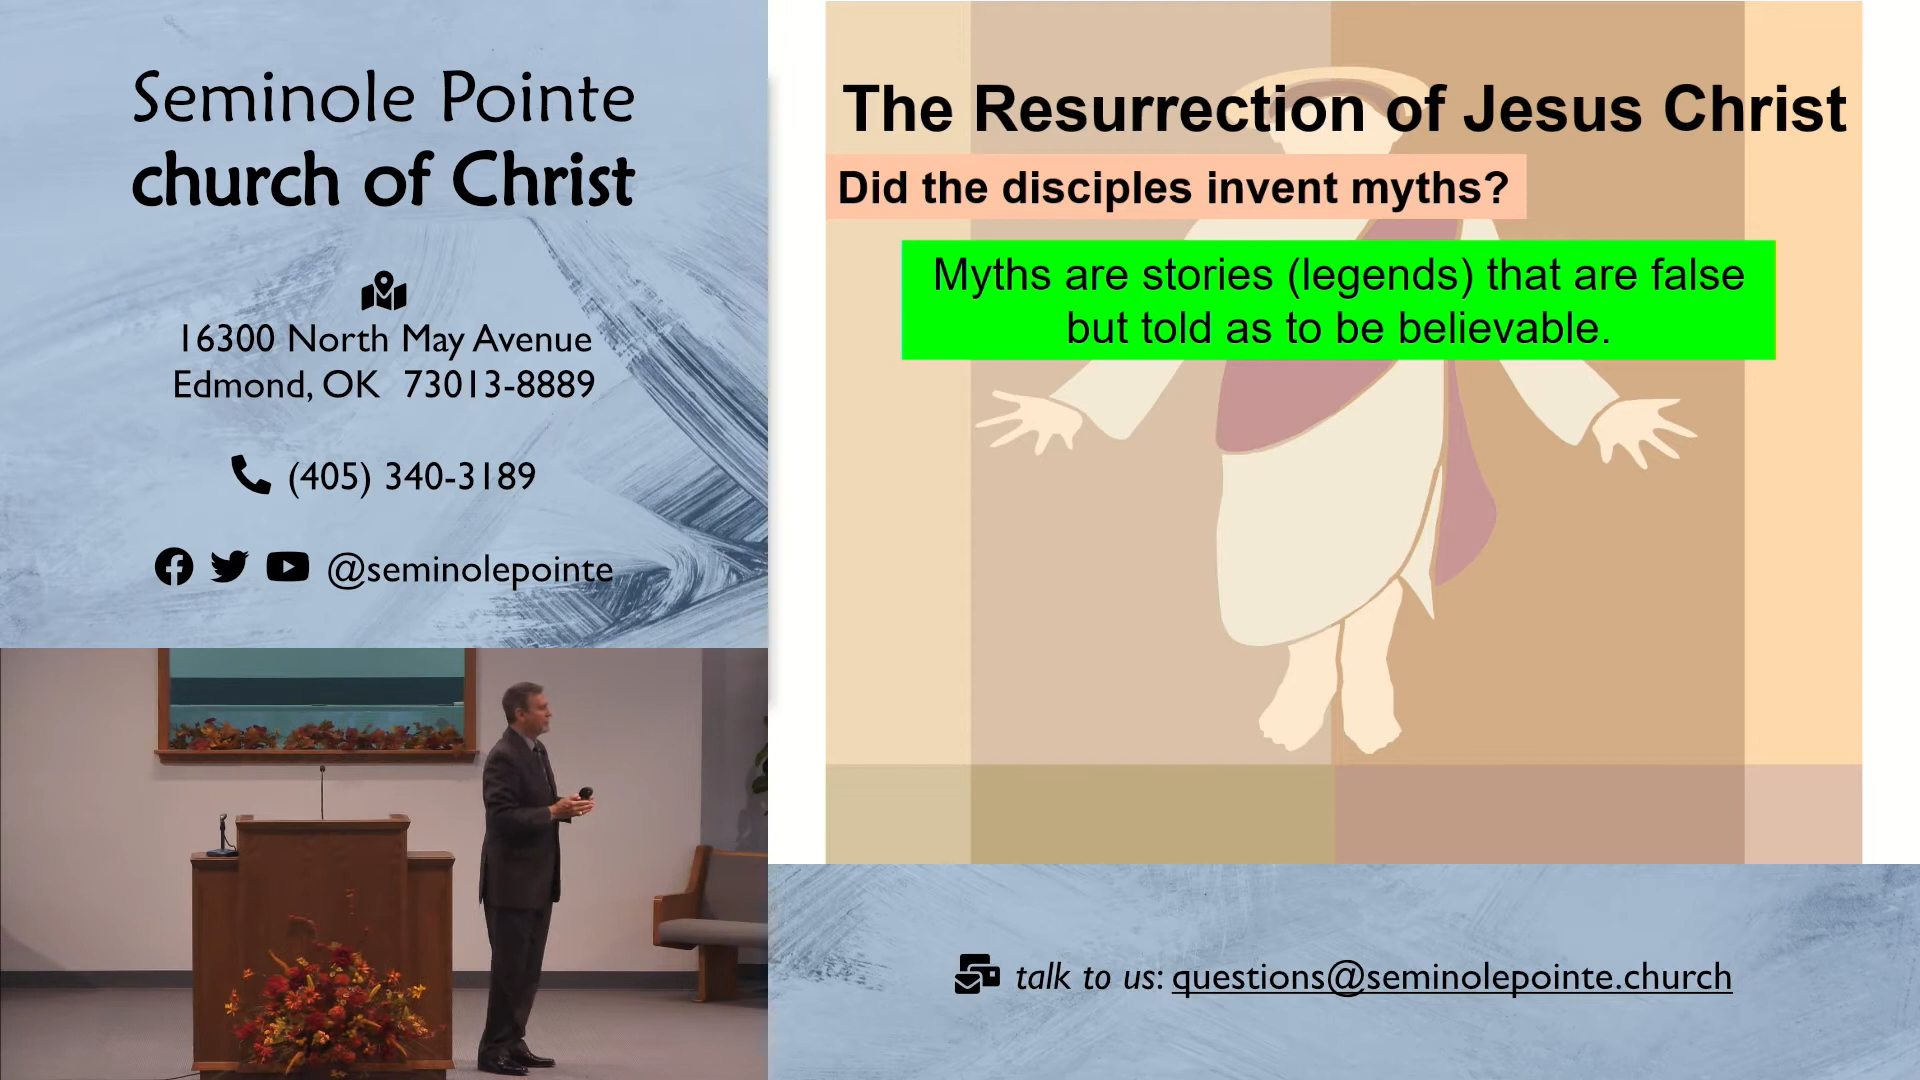 Seminole Pointe
church of Christ
16300 North May Avenue
Edmond, OK 73013-8889
(405) 340-3189
@seminolepointe
The Resurrection of Jesus Christ
Did the disciples invent myths?
Myths are stories (legends) that are false
but told as to be believable.
talk to us: questions@seminolepointe.church